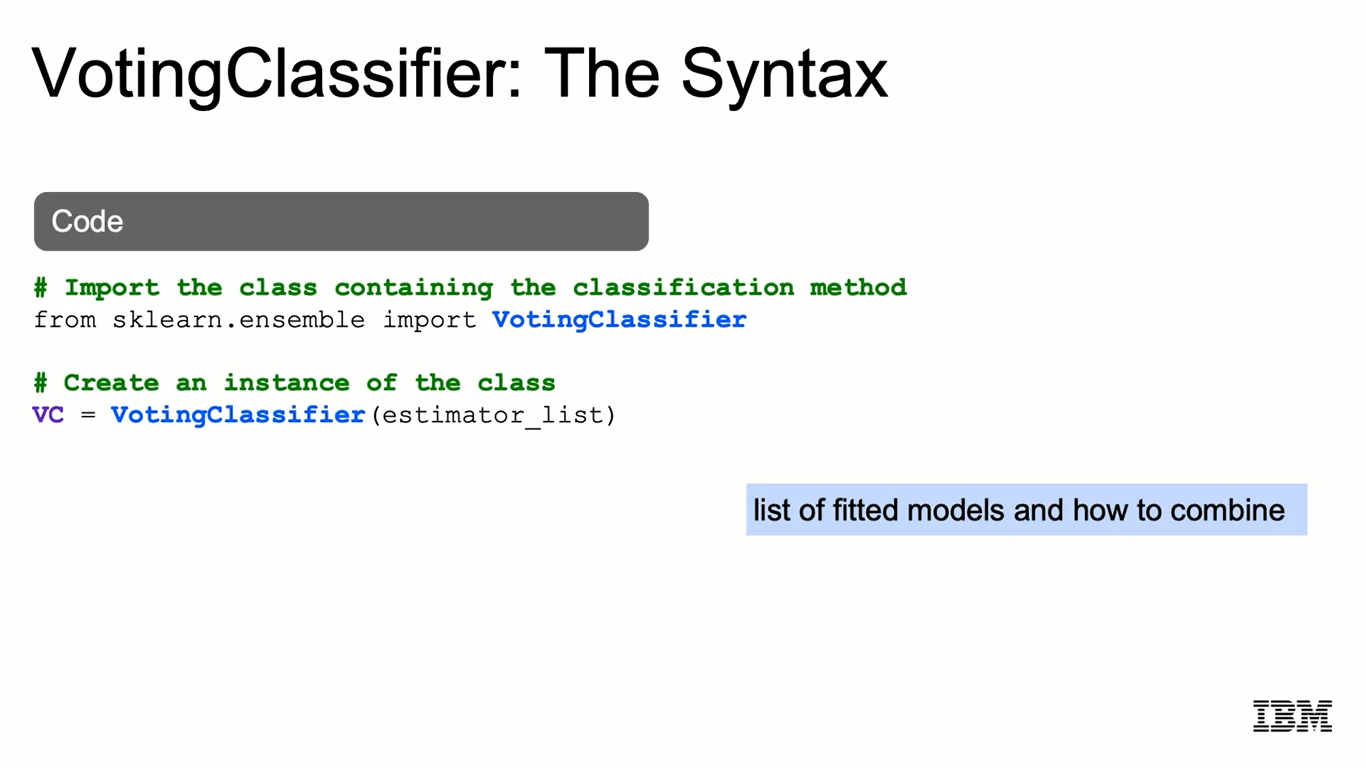 VotingClassifier: The Syntax
Code
# Import the class containing the classification method
from sklearn.ensemble import VotingClassifier
# Create an instance of the class
VC = VotingClassifier(estimator_list)
list of fitted models and how to combine
IBM